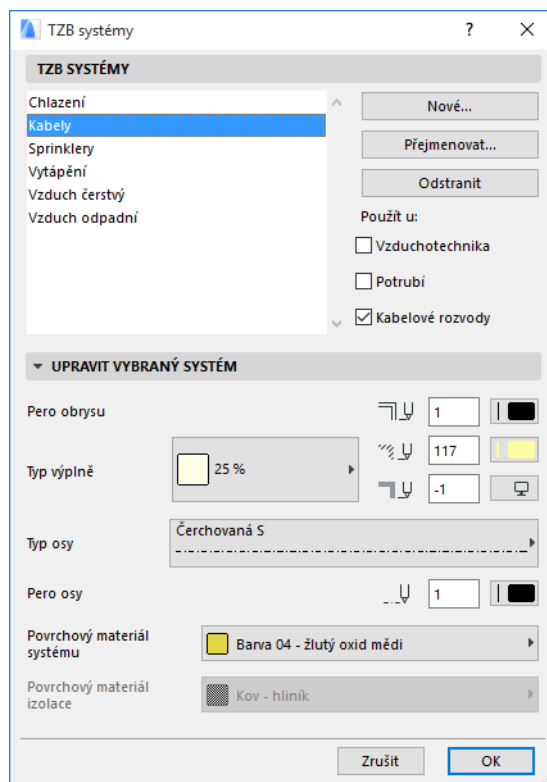 TZB systémy
?
TZB SYSTÉMY
Chlazení
Kabely
Sprinklery
Vytápění
Vzduch čerstvý
Vzduch odpadní
Nové...
Přejmenovat...
Odstranit
Použít u:
Vzduchotechnika
Potrubí
Kabelové rozvody
UPRAVIT VYBRANÝ SYSTÉM
Pero obrysu
1
Typ výplně
25 %
117
-1
Typ osy
Čerchovaná S
Pero osy
1
Povrchový materiál
systému
Barva 04 - žlutý oxid mědi
Povrchový materiál
izolace
Kov - hliník
Zrušit
OK